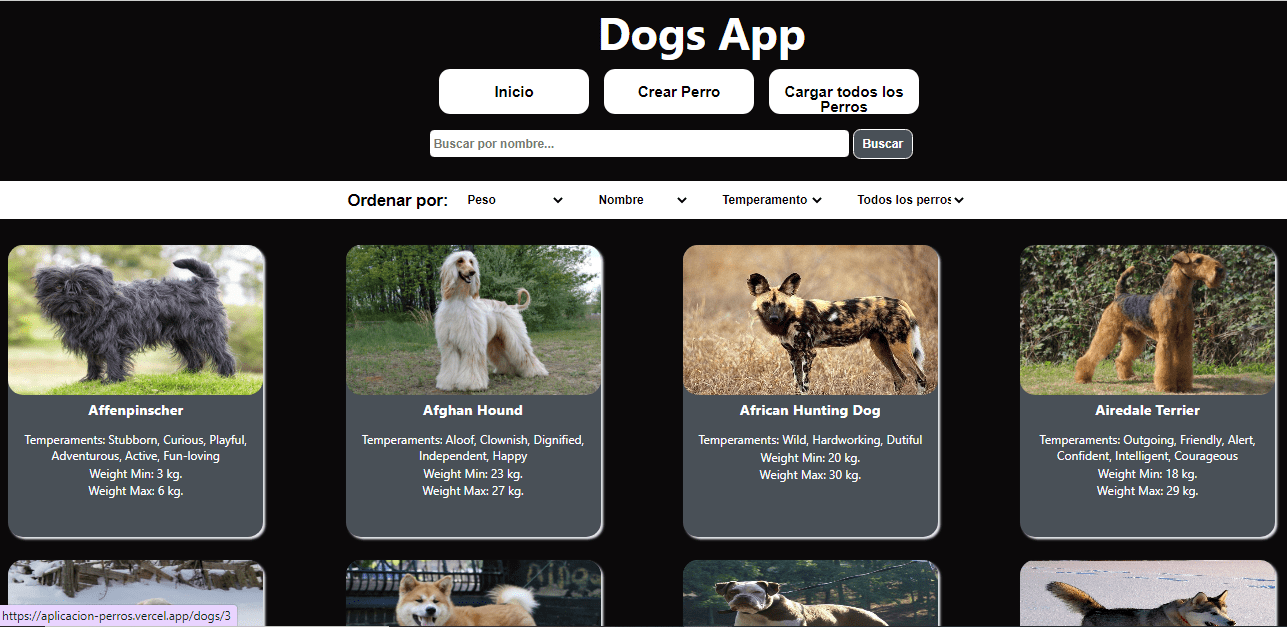 Dogs App
Inicio
Crear Perro
Cargar todos los
Perros
Buscar por nombre...
Buscar
Ordenar por:
Peso
Nombre
Temperamento
Todos los perros
Affenpinscher
Temperaments: Stubborn, Curious, Playful,
Adventurous, Active, Fun-loving
Weight Min: 3 kg.
Weight Max: 6 kg.
Afghan Hound
Temperaments: Aloof, Clownish, Dignified,
Independent, Happy
Weight Min: 23 kg.
Weight Max: 27 kg.
African Hunting Dog
Temperaments: Wild, Hardworking, Dutiful
Weight Min: 20 kg.
Weight Max: 30 kg.
Airedale Terrier
Temperaments: Outgoing, Friendly, Alert,
Confident, Intelligent, Courageous
Weight Min: 18 kg.
Weight Max: 29 kg.
https://aplicacion-perros.vercel.app/dogs/3